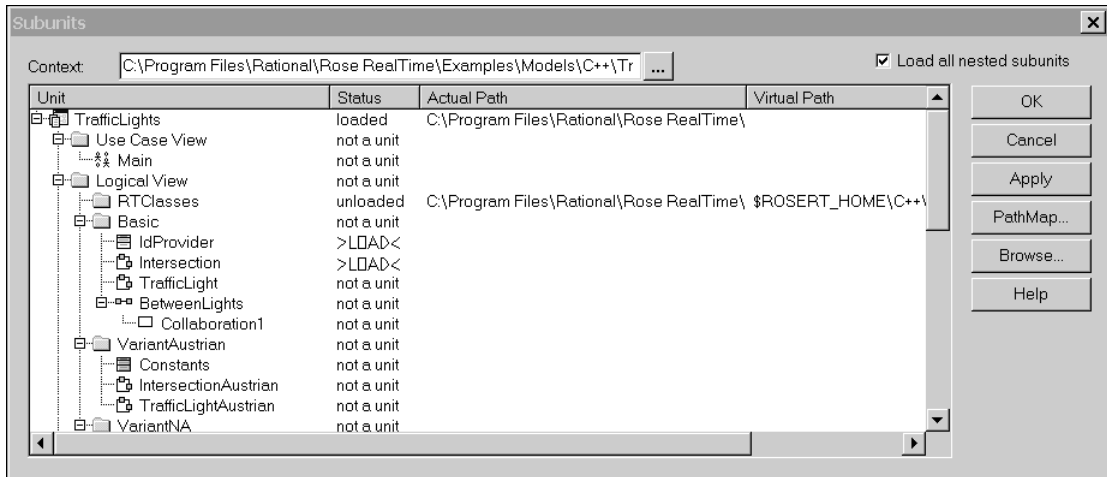 Subunits
Context: C:\Program Files\Rational\Rose RealTime\Examples\Models\C++\Tr ... Load all nested subunits
Unit Status Actual Path Virtual Path OK
TrafficLights loaded C:\Program Files\Rational\Rose RealTime\
Use Case View not a unit Cancel
Main not a unit
Logical View not a unit Apply
RTClasses unloaded C:\Program Files\Rational\Rose RealTime\ $ROSERT_HOME\C++\
Basic not a unit PathMap...
IdProvider >LOAD<
Intersection >LOAD< Browse...
TrafficLight not a unit
BetweenLights not a unit Help
Collaboration1 not a unit
VariantAustrian not a unit
Constants not a unit
IntersectionAustrian not a unit
TrafficLightAustrian not a unit
VariantNA not a unit